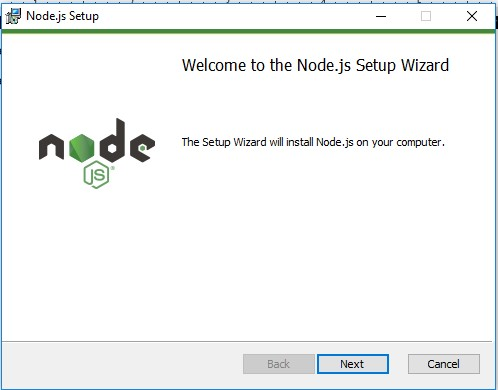 Node.js Setup
Welcome to the Node.js Setup Wizard
The Setup Wizard will install Node.js on your computer.
node
JS
Back
Next
Cancel